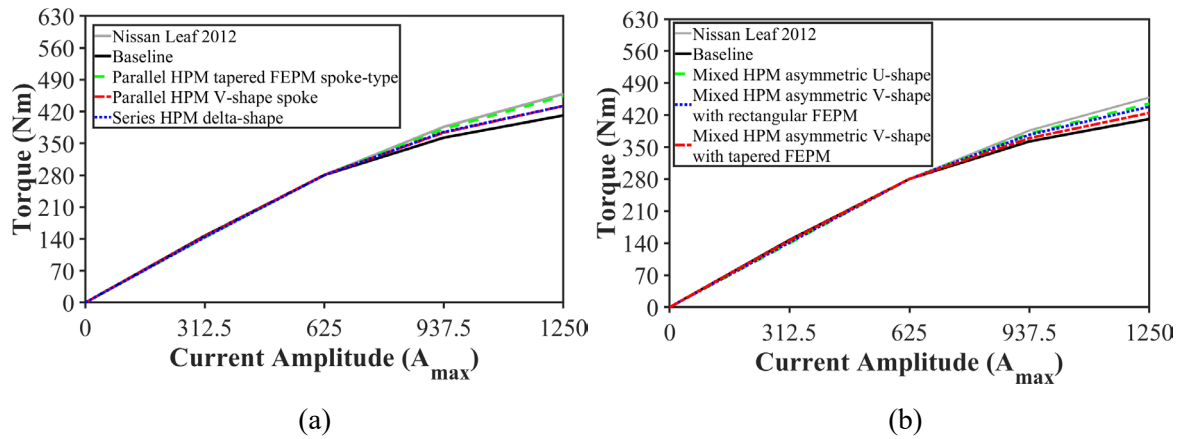 630
560
490
420
350
280
210
140
70
0
Torque (Nm)
Nissan Leaf 2012
Baseline
Parallel HPM tapered FEPM spoke-type
Parallel HPM V-shape spoke
Series HPM delta-shape
0 312.5 625 937.5 1250
Current Amplitude (A_max)
(a)
630
560
490
420
350
280
210
140
70
0
Torque (Nm)
Nissan Leaf 2012
Baseline
Mixed HPM asymmetric U-shape
Mixed HPM asymmetric V-shape
with rectangular FEPM
Mixed HPM asymmetric V-shape
with tapered FEPM
0 312.5 625 937.5 1250
Current Amplitude (A_max)
(b)